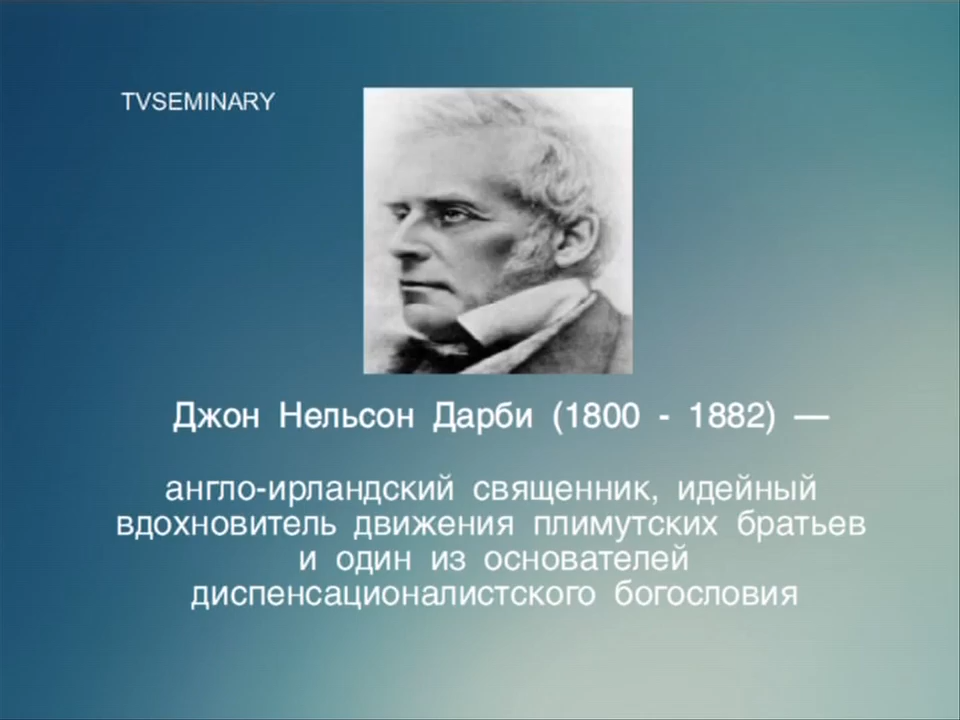 TVSEMINARY
Джон Нельсон Дарби (1800 - 1882) —
англо-ирландский священник, идейный
вдохновитель движения плимутских братьев
и один из основателей
диспенсационалистского богословия